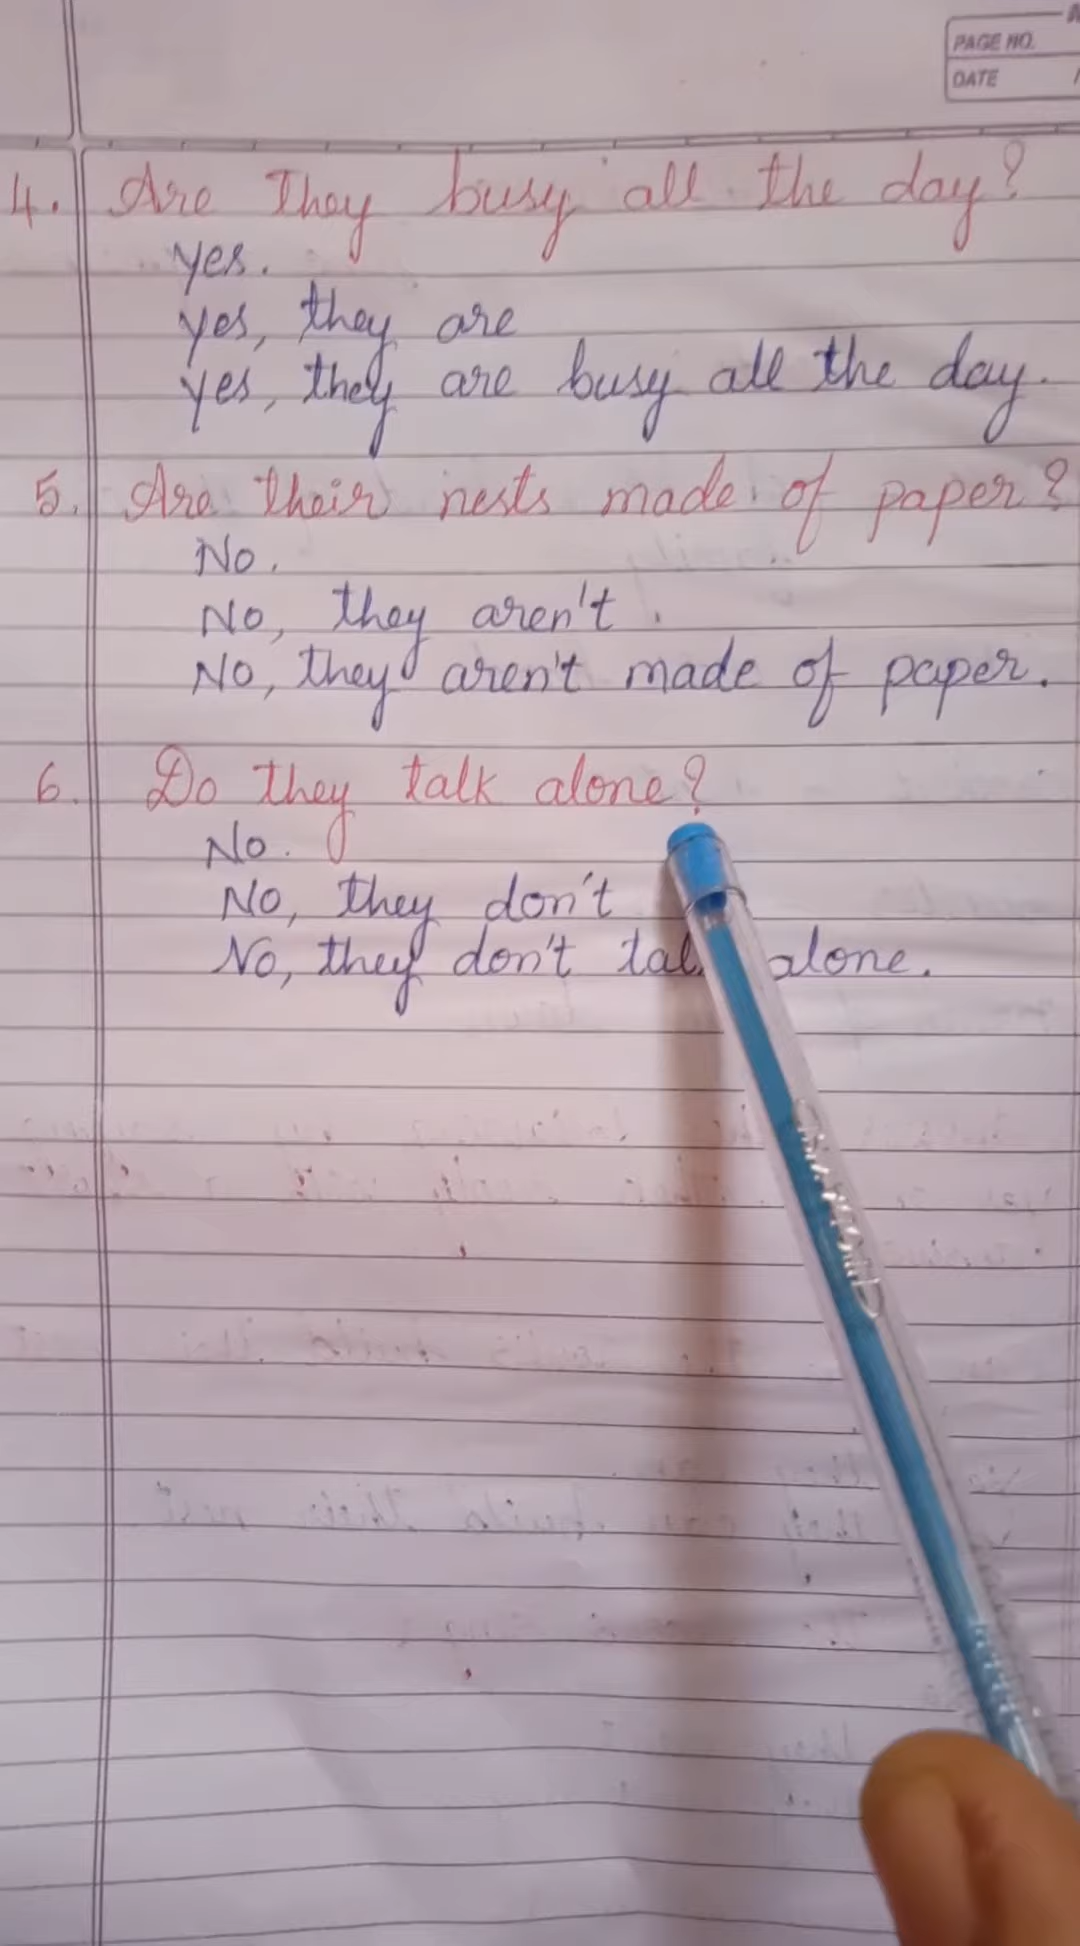 PAGE NO.
DATE
4. Are They busy all the day?
yes.
yes, they are
yes, they are busy all the day.
5. Are their nests made of paper?
No.
No, they aren't.
No, they aren't made of paper.
6. Do they talk alone?
No.
No, they don't
No, they don't tal alone.